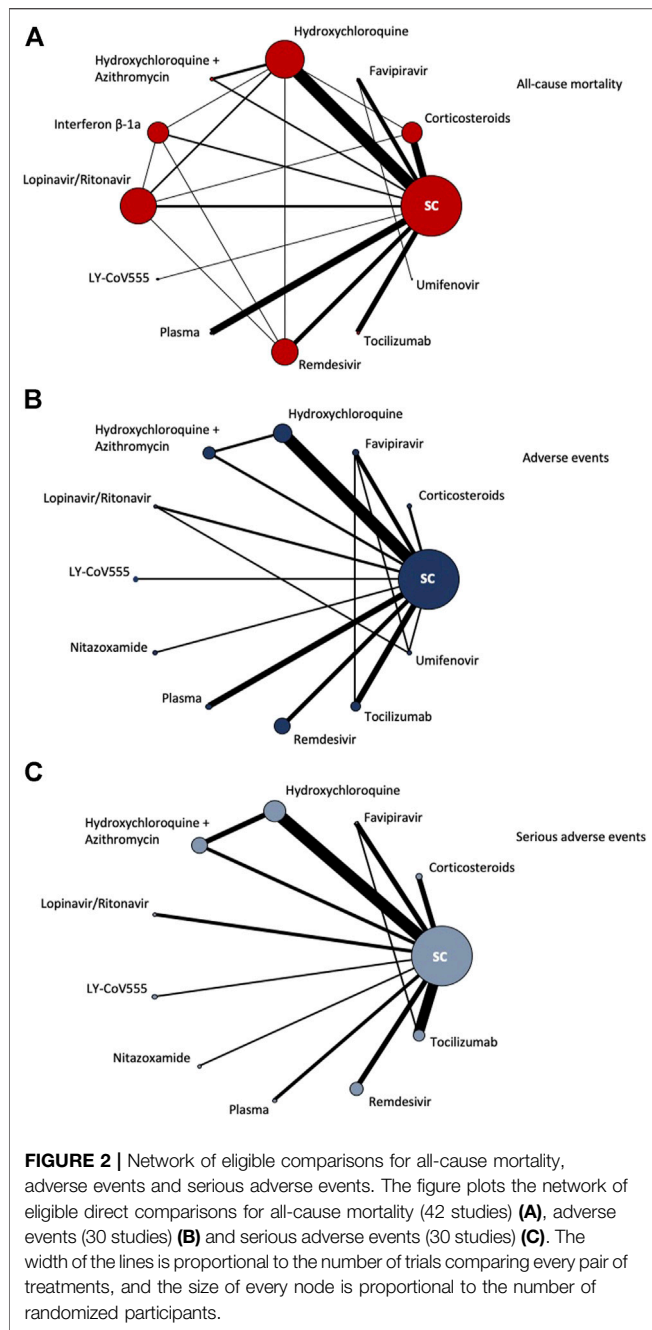 A
Hydroxychloroquine
Hydroxychloroquine +
Azithromycin
Favipiravir
All-cause mortality
Interferon β-1a
Corticosteroids
Lopinavir/Ritonavir
SC
LY-CoV555
Umifenovir
Plasma
Tocilizumab
Remdesivir
B
Hydroxychloroquine
Hydroxychloroquine +
Azithromycin
Favipiravir
Adverse events
Lopinavir/Ritonavir
Corticosteroids
LY-CoV555
SC
Nitazoxamide
Umifenovir
Plasma
Tocilizumab
Remdesivir
C
Hydroxychloroquine
Hydroxychloroquine +
Azithromycin
Favipiravir
Serious adverse events
Corticosteroids
Lopinavir/Ritonavir
SC
LY-CoV555
Tocilizumab
Nitazoxamide
Remdesivir
Plasma
FIGURE 2 | Network of eligible comparisons for all-cause mortality,
adverse events and serious adverse events. The figure plots the network of
eligible direct comparisons for all-cause mortality (42 studies) (A), adverse
events (30 studies) (B) and serious adverse events (30 studies) (C). The
width of the lines is proportional to the number of trials comparing every pair of
treatments, and the size of every node is proportional to the number of
randomized participants.